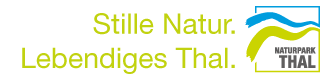 Stille Natur.
Lebendiges Thal.
NATURPARK
THAL